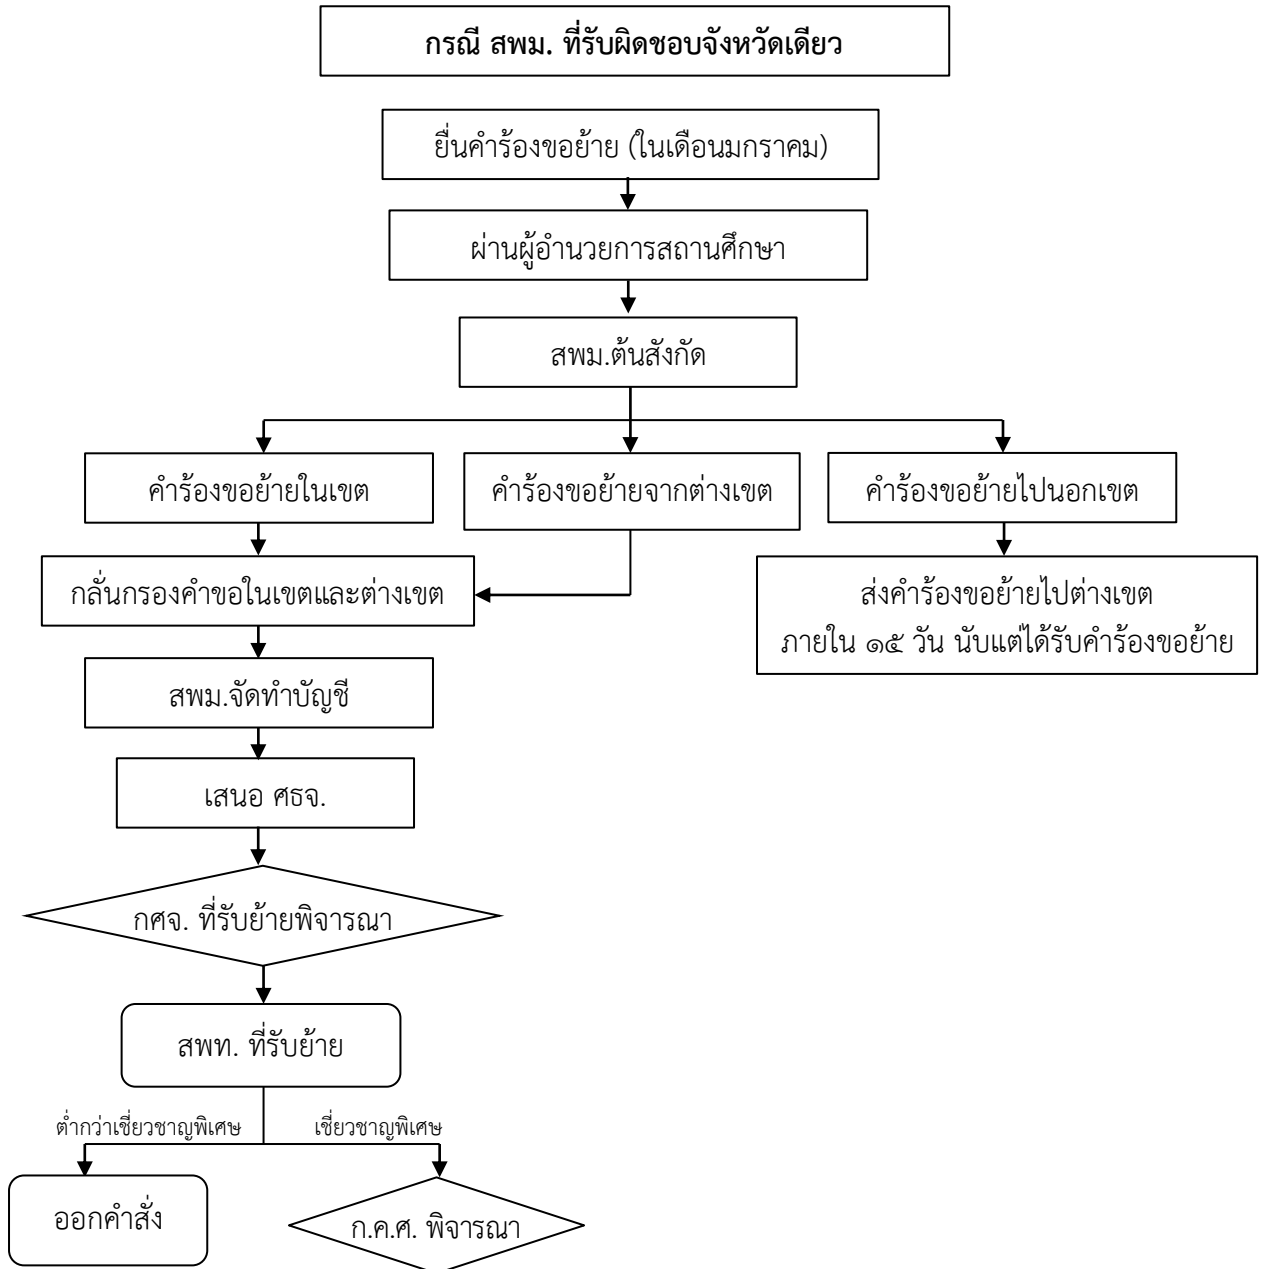 กรณี สพม. ที่รับผิดชอบจังหวัดเดียว
ยื่นคำร้องขอย้าย (ในเดือนมกราคม)
ผ่านผู้อำนวยการสถานศึกษา
สพม.ต้นสังกัด
คำร้องขอย้ายในเขต
คำร้องขอย้ายจากต่างเขต
คำร้องขอย้ายไปนอกเขต
กลั่นกรองคำขอในเขตและต่างเขต
ส่งคำร้องขอย้ายไปต่างเขต
ภายใน ๑๕ วัน นับแต่ได้รับคำร้องขอย้าย
สพม.จัดทำบัญชี
เสนอ ศธจ.
กศจ. ที่รับย้ายพิจารณา
สพท. ที่รับย้าย
ต่ำกว่าเชี่ยวชาญพิเศษ
เชี่ยวชาญพิเศษ
ออกคำสั่ง
ก.ค.ศ. พิจารณา